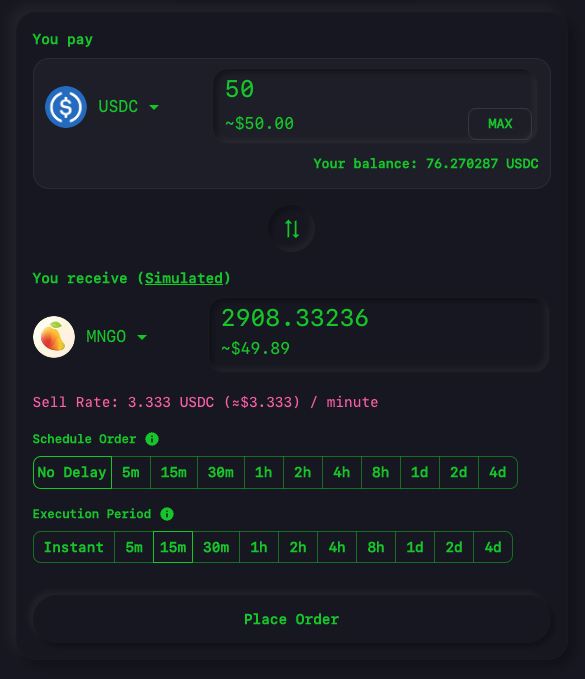 You pay
USDC
50
~$50.00
MAX
Your balance: 76.270287 USDC
You receive (Simulated)
MNGO
2908.33236
~$49.89
Sell Rate: 3.333 USDC (≈$3.333) / minute
Schedule Order
No Delay 5m 15m 30m 1h 2h 4h 8h 1d 2d 4d
Execution Period
Instant 5m 15m 30m 1h 2h 4h 8h 1d 2d 4d
Place Order